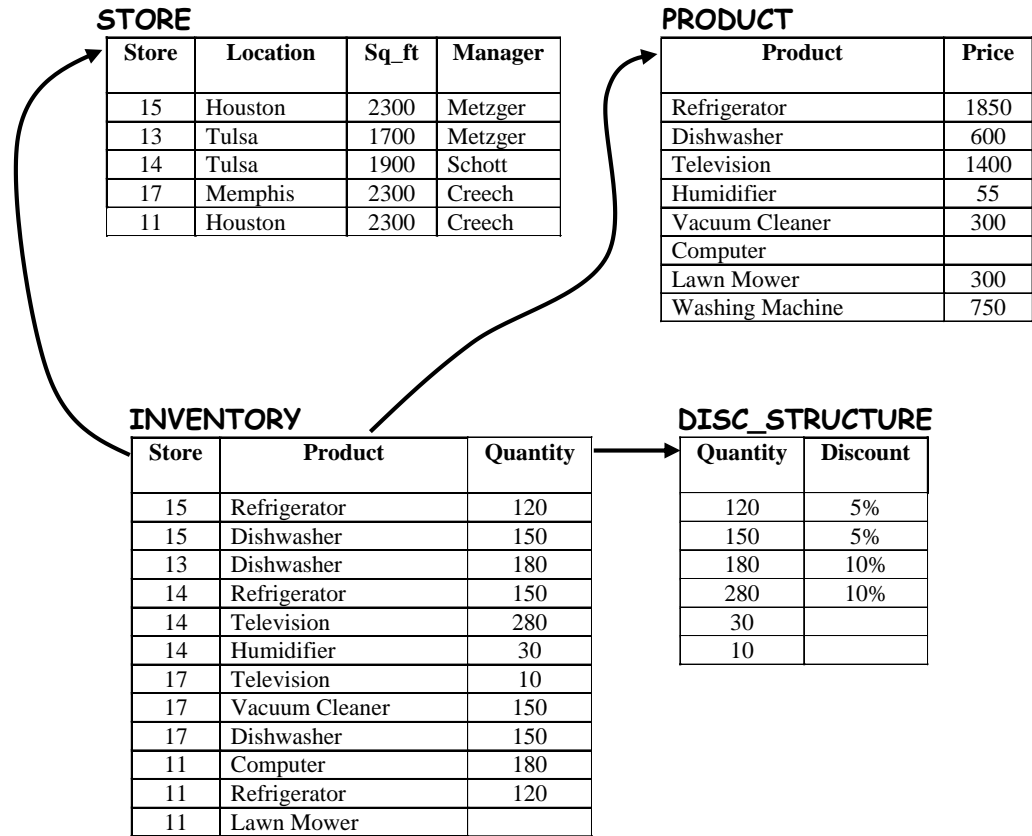 STORE
Store Location Sq_ft Manager
15 Houston 2300 Metzger
13 Tulsa 1700 Metzger
14 Tulsa 1900 Schott
17 Memphis 2300 Creech
11 Houston 2300 Creech
PRODUCT
Product Price
Refrigerator 1850
Dishwasher 600
Television 1400
Humidifier 55
Vacuum Cleaner 300
Computer
Lawn Mower 300
Washing Machine 750
INVENTORY
Store Product Quantity
15 Refrigerator 120
15 Dishwasher 150
13 Dishwasher 180
14 Refrigerator 150
14 Television 280
14 Humidifier 30
17 Television 10
17 Vacuum Cleaner 150
17 Dishwasher 150
11 Computer 180
11 Refrigerator 120
11 Lawn Mower
DISC_STRUCTURE
Quantity Discount
120 5%
150 5%
180 10%
280 10%
30
10